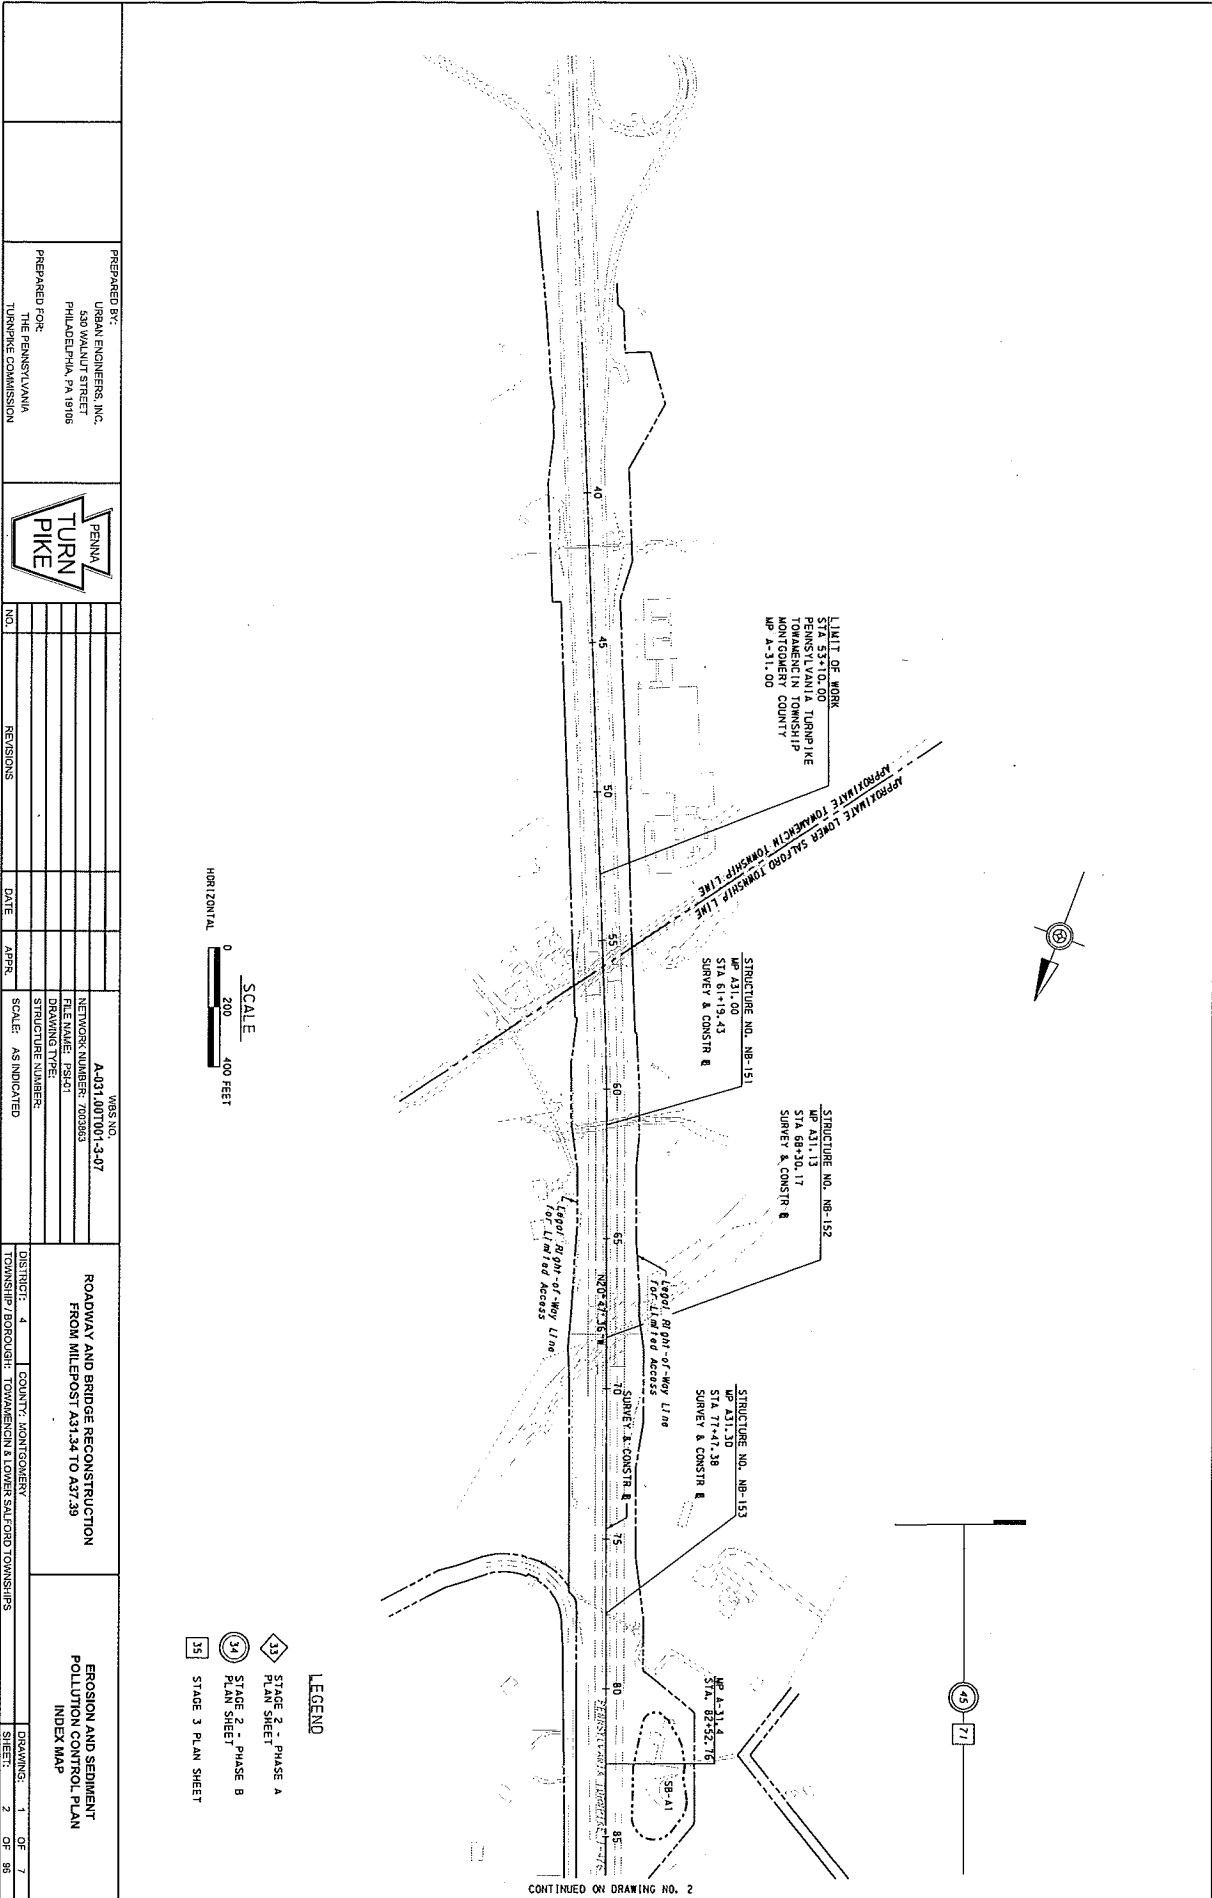 LIMIT OF WORK
STA 53+10.00
PENNSYLVANIA TURNPIKE
TOWAMENCIN TOWNSHIP
MONTGOMERY COUNTY
MP A-31.00
APPROXIMATE TOWAMENCIN TOWNSHIP LINE
APPROXIMATE LOWER SALFORD TOWNSHIP LINE
STRUCTURE NO. NB-151
MP A31.00
STA 61+19.43
SURVEY & CONSTR B
STRUCTURE NO. NB-152
MP A31.13
STA 68+30.17
SURVEY & CONSTR B
STRUCTURE NO. NB-153
MP A31.30
STA 77+47.38
SURVEY & CONSTR B
MP A-31.4
STA. 82+52.76
SB-A1
45
71
40
45
50
55
60
65
70
75
80
85
N20°47'36"W
SURVEY & CONSTR B
Legal Right-of-Way Line
for Limited Access
Legal Right-of-Way Line
for Limited Access
PENNSYLVANIA TURNPIKE I-476
CONTINUED ON DRAWING NO. 2
SCALE
0 200 400 FEET
HORIZONTAL
LEGEND
33 STAGE 2 - PHASE A
PLAN SHEET
34 STAGE 2 - PHASE B
PLAN SHEET
35 STAGE 3 PLAN SHEET
PREPARED BY:
URBAN ENGINEERS, INC.
530 WALNUT STREET
PHILADELPHIA, PA 19106
PREPARED FOR:
THE PENNSYLVANIA
TURNPIKE COMMISSION
PENNA
TURN
PIKE
NO. REVISIONS DATE APPR.
WBS NO.
A-031.00T001-3-07
NETWORK NUMBER: 7003863
FILE NAME: PSI-01
DRAWING TYPE:
STRUCTURE NUMBER:
SCALE: AS INDICATED
ROADWAY AND BRIDGE RECONSTRUCTION
FROM MILEPOST A31.34 TO A37.39
DISTRICT: 4 COUNTY: MONTGOMERY
TOWNSHIP / BOROUGH: TOWAMENCIN & LOWER SALFORD TOWNSHIPS
EROSION AND SEDIMENT
POLLUTION CONTROL PLAN
INDEX MAP
DRAWING: 1 OF 7
SHEET: 2 OF 96